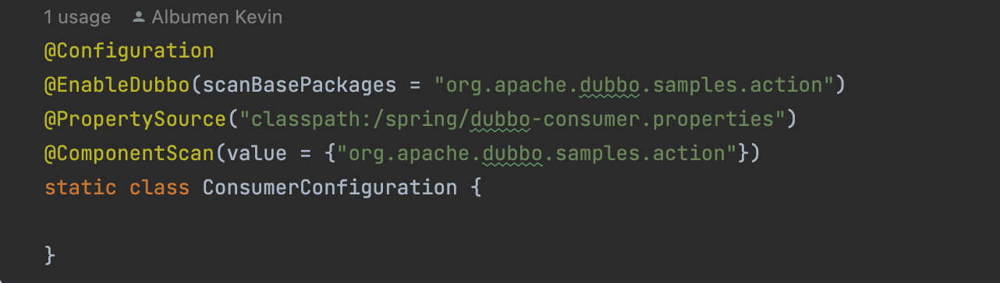 1 usage Albumen Kevin
@Configuration
@EnableDubbo(scanBasePackages = "org.apache.dubbo.samples.action")
@PropertySource("classpath:/spring/dubbo-consumer.properties")
@ComponentScan(value = {"org.apache.dubbo.samples.action"})
static class ConsumerConfiguration {
}